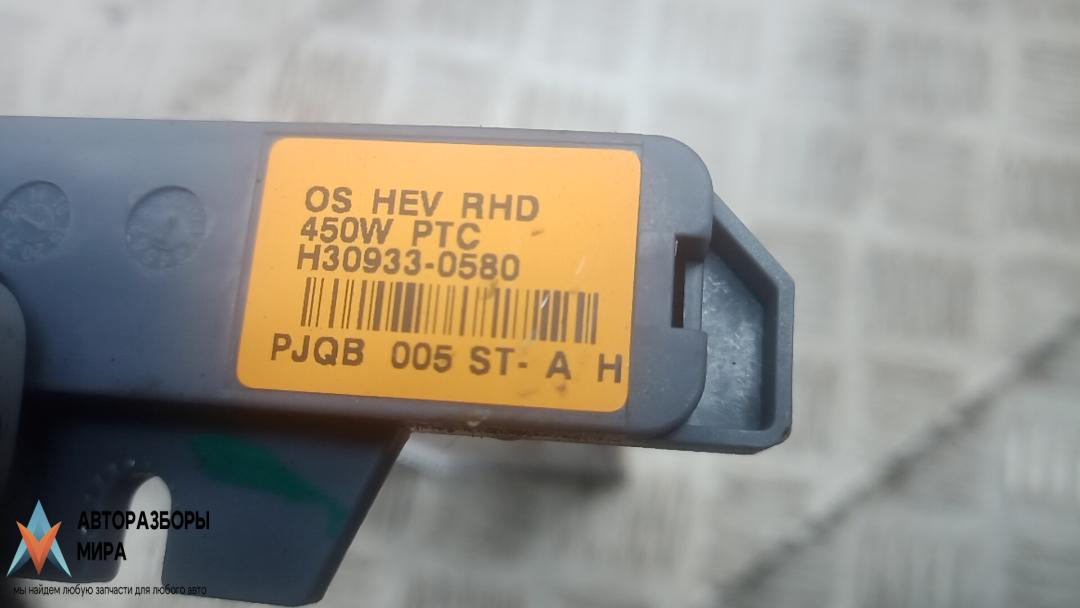 OS HEV RHD
450W PTC
H30933-0580
PJQB 005 ST- A H
АВТОРАЗБОРЫ
МИРА
мы найдем любую запчасти для любого авто